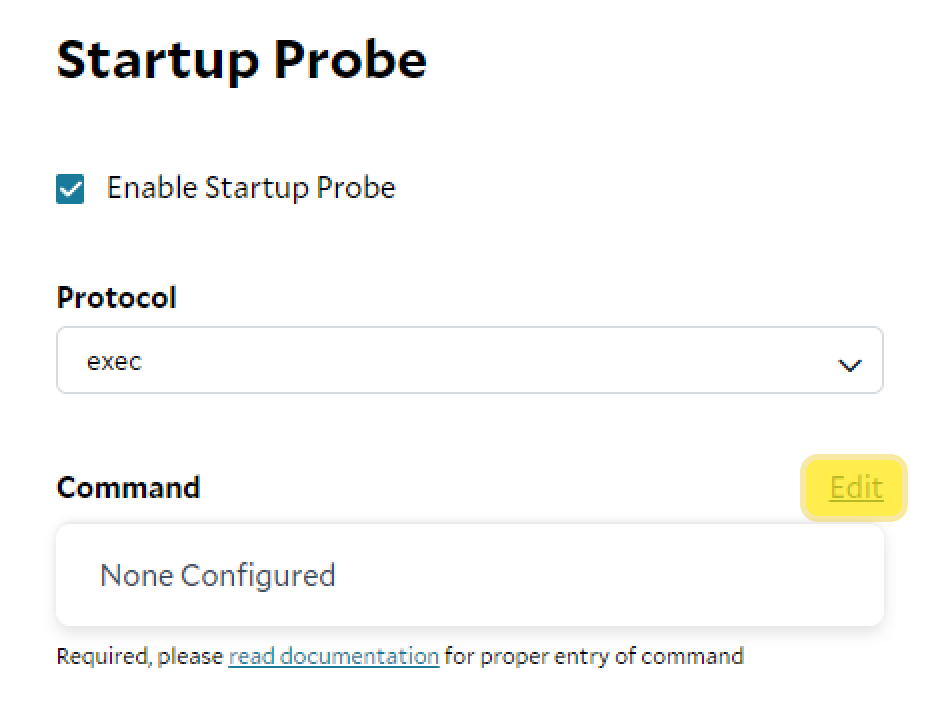 Startup Probe
Enable Startup Probe
Protocol
exec
Command
Edit
None Configured
Required, please read documentation for proper entry of command